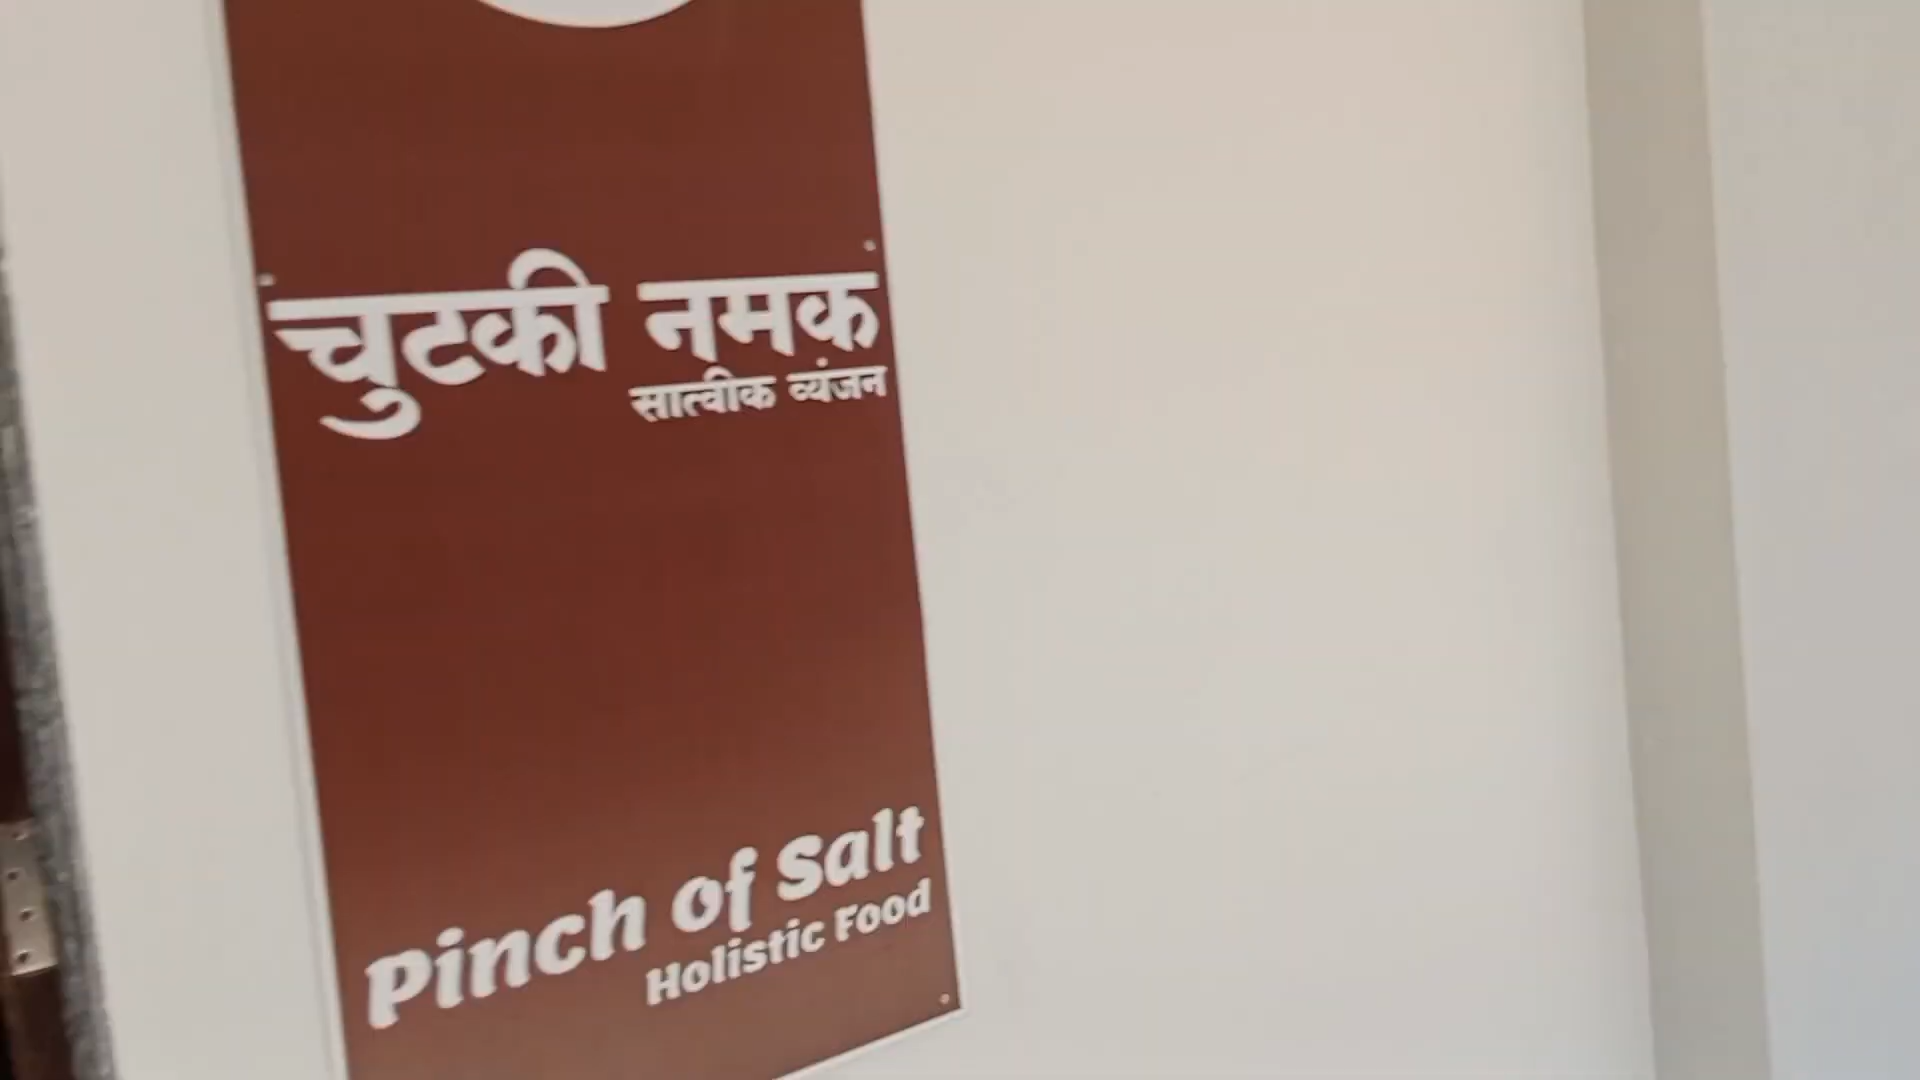 चुटकी नमक
सात्वीक व्यंजन
Pinch of Salt
Holistic Food